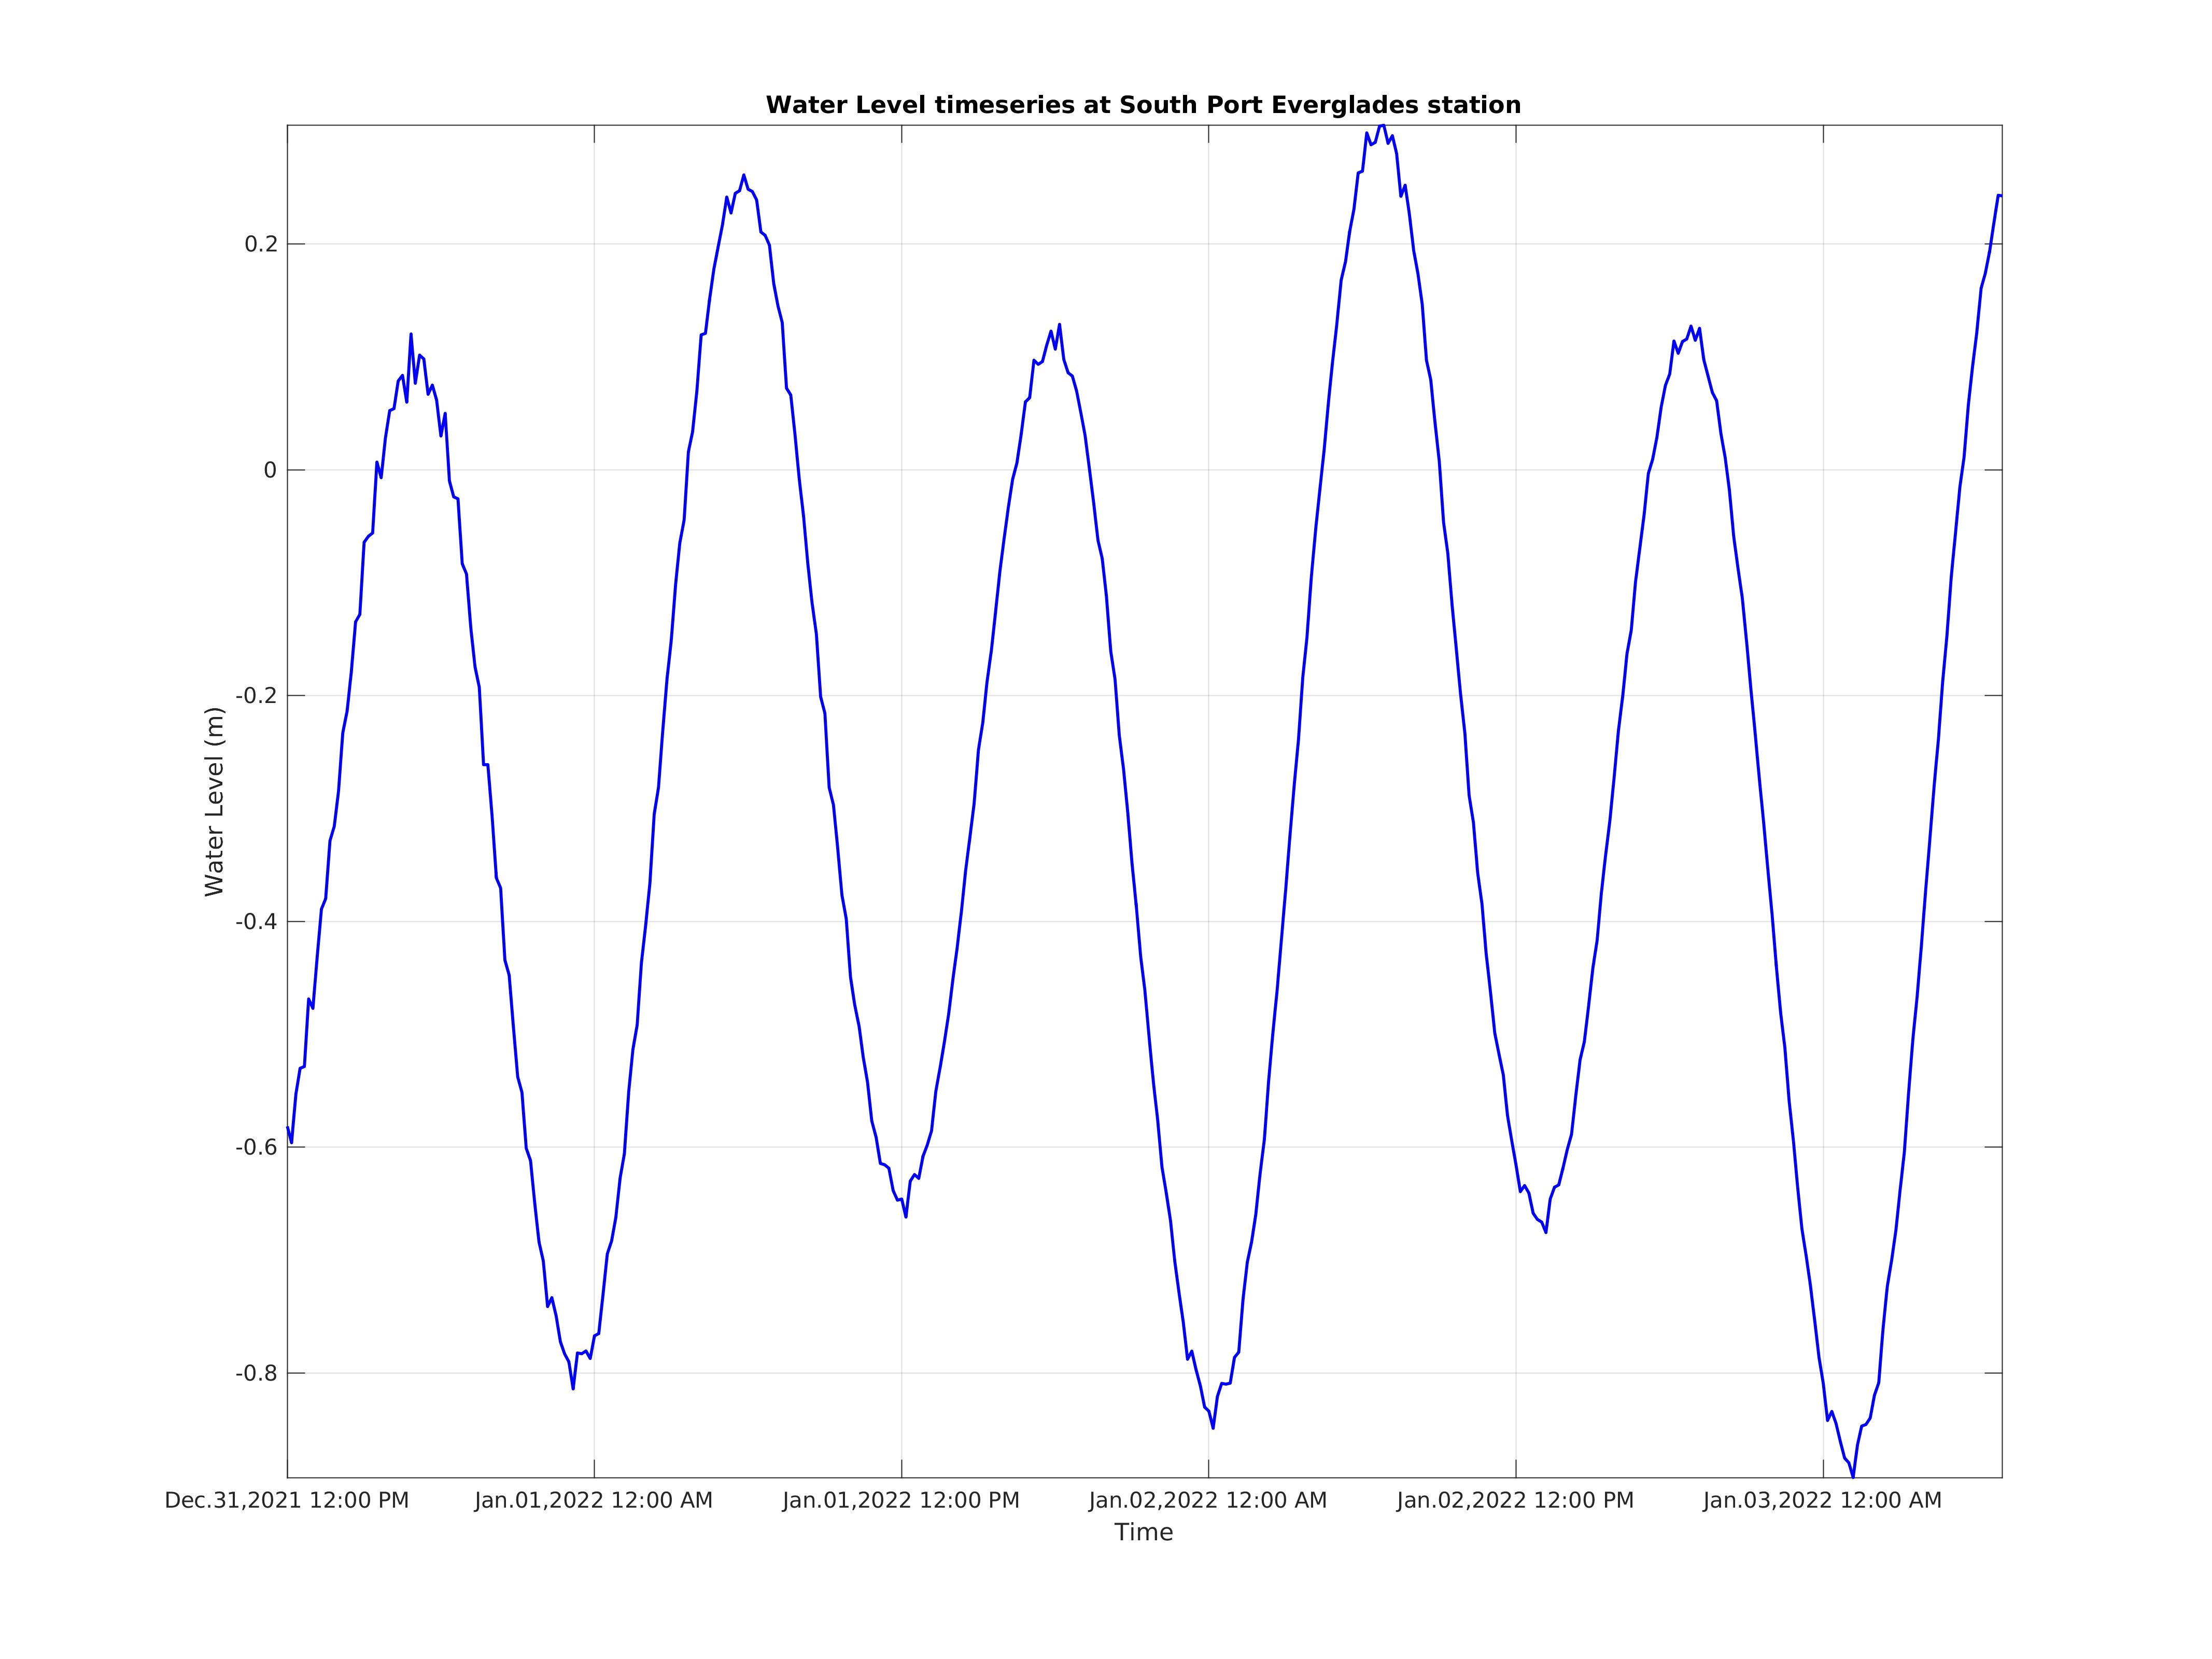 Water Level timeseries at South Port Everglades station
0.2
0
-0.2
-0.4
-0.6
-0.8
Water Level (m)
Dec.31,2021 12:00 PM
Jan.01,2022 12:00 AM
Jan.01,2022 12:00 PM
Jan.02,2022 12:00 AM
Jan.02,2022 12:00 PM
Jan.03,2022 12:00 AM
Time